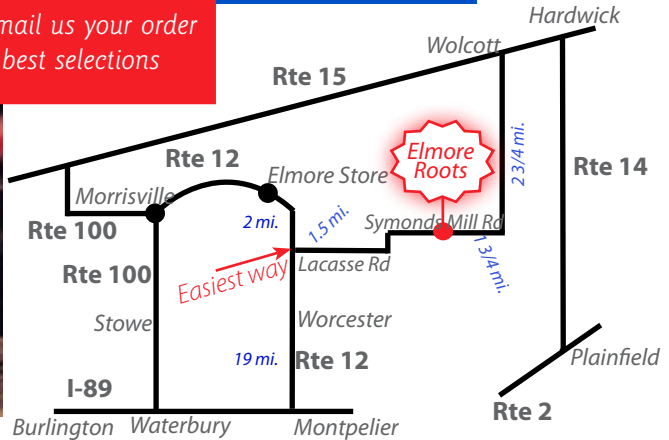 mail us your order
best selections
Hardwick
Wolcott
Rte 15
Rte 12
Elmore
Roots
2 3/4 mi.
Rte 14
Elmore Store
Morrisville
2 mi.
1.5 mi.
Symonds Mill Rd
Rte 100
1 3/4 mi.
Rte 100
Easiest way
Lacasse Rd
Stowe
Worcester
19 mi.
Rte 12
Plainfield
I-89
Rte 2
Burlington
Waterbury
Montpelier